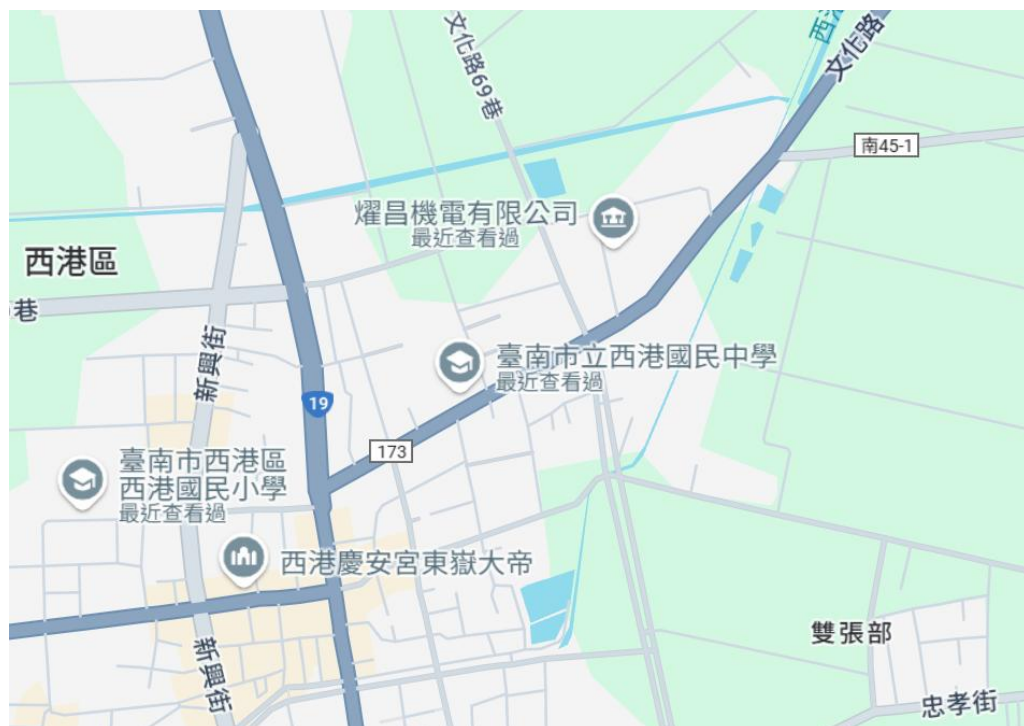 文化路69巷
文化路
南45-1
燿昌機電有限公司
最近查看過
西港區
巷
新興街
臺南市立西港國民中學
最近查看過
19
173
臺南市西港區
西港國民小學
最近查看過
西港慶安宮東嶽大帝
雙張部
新興街
忠孝街